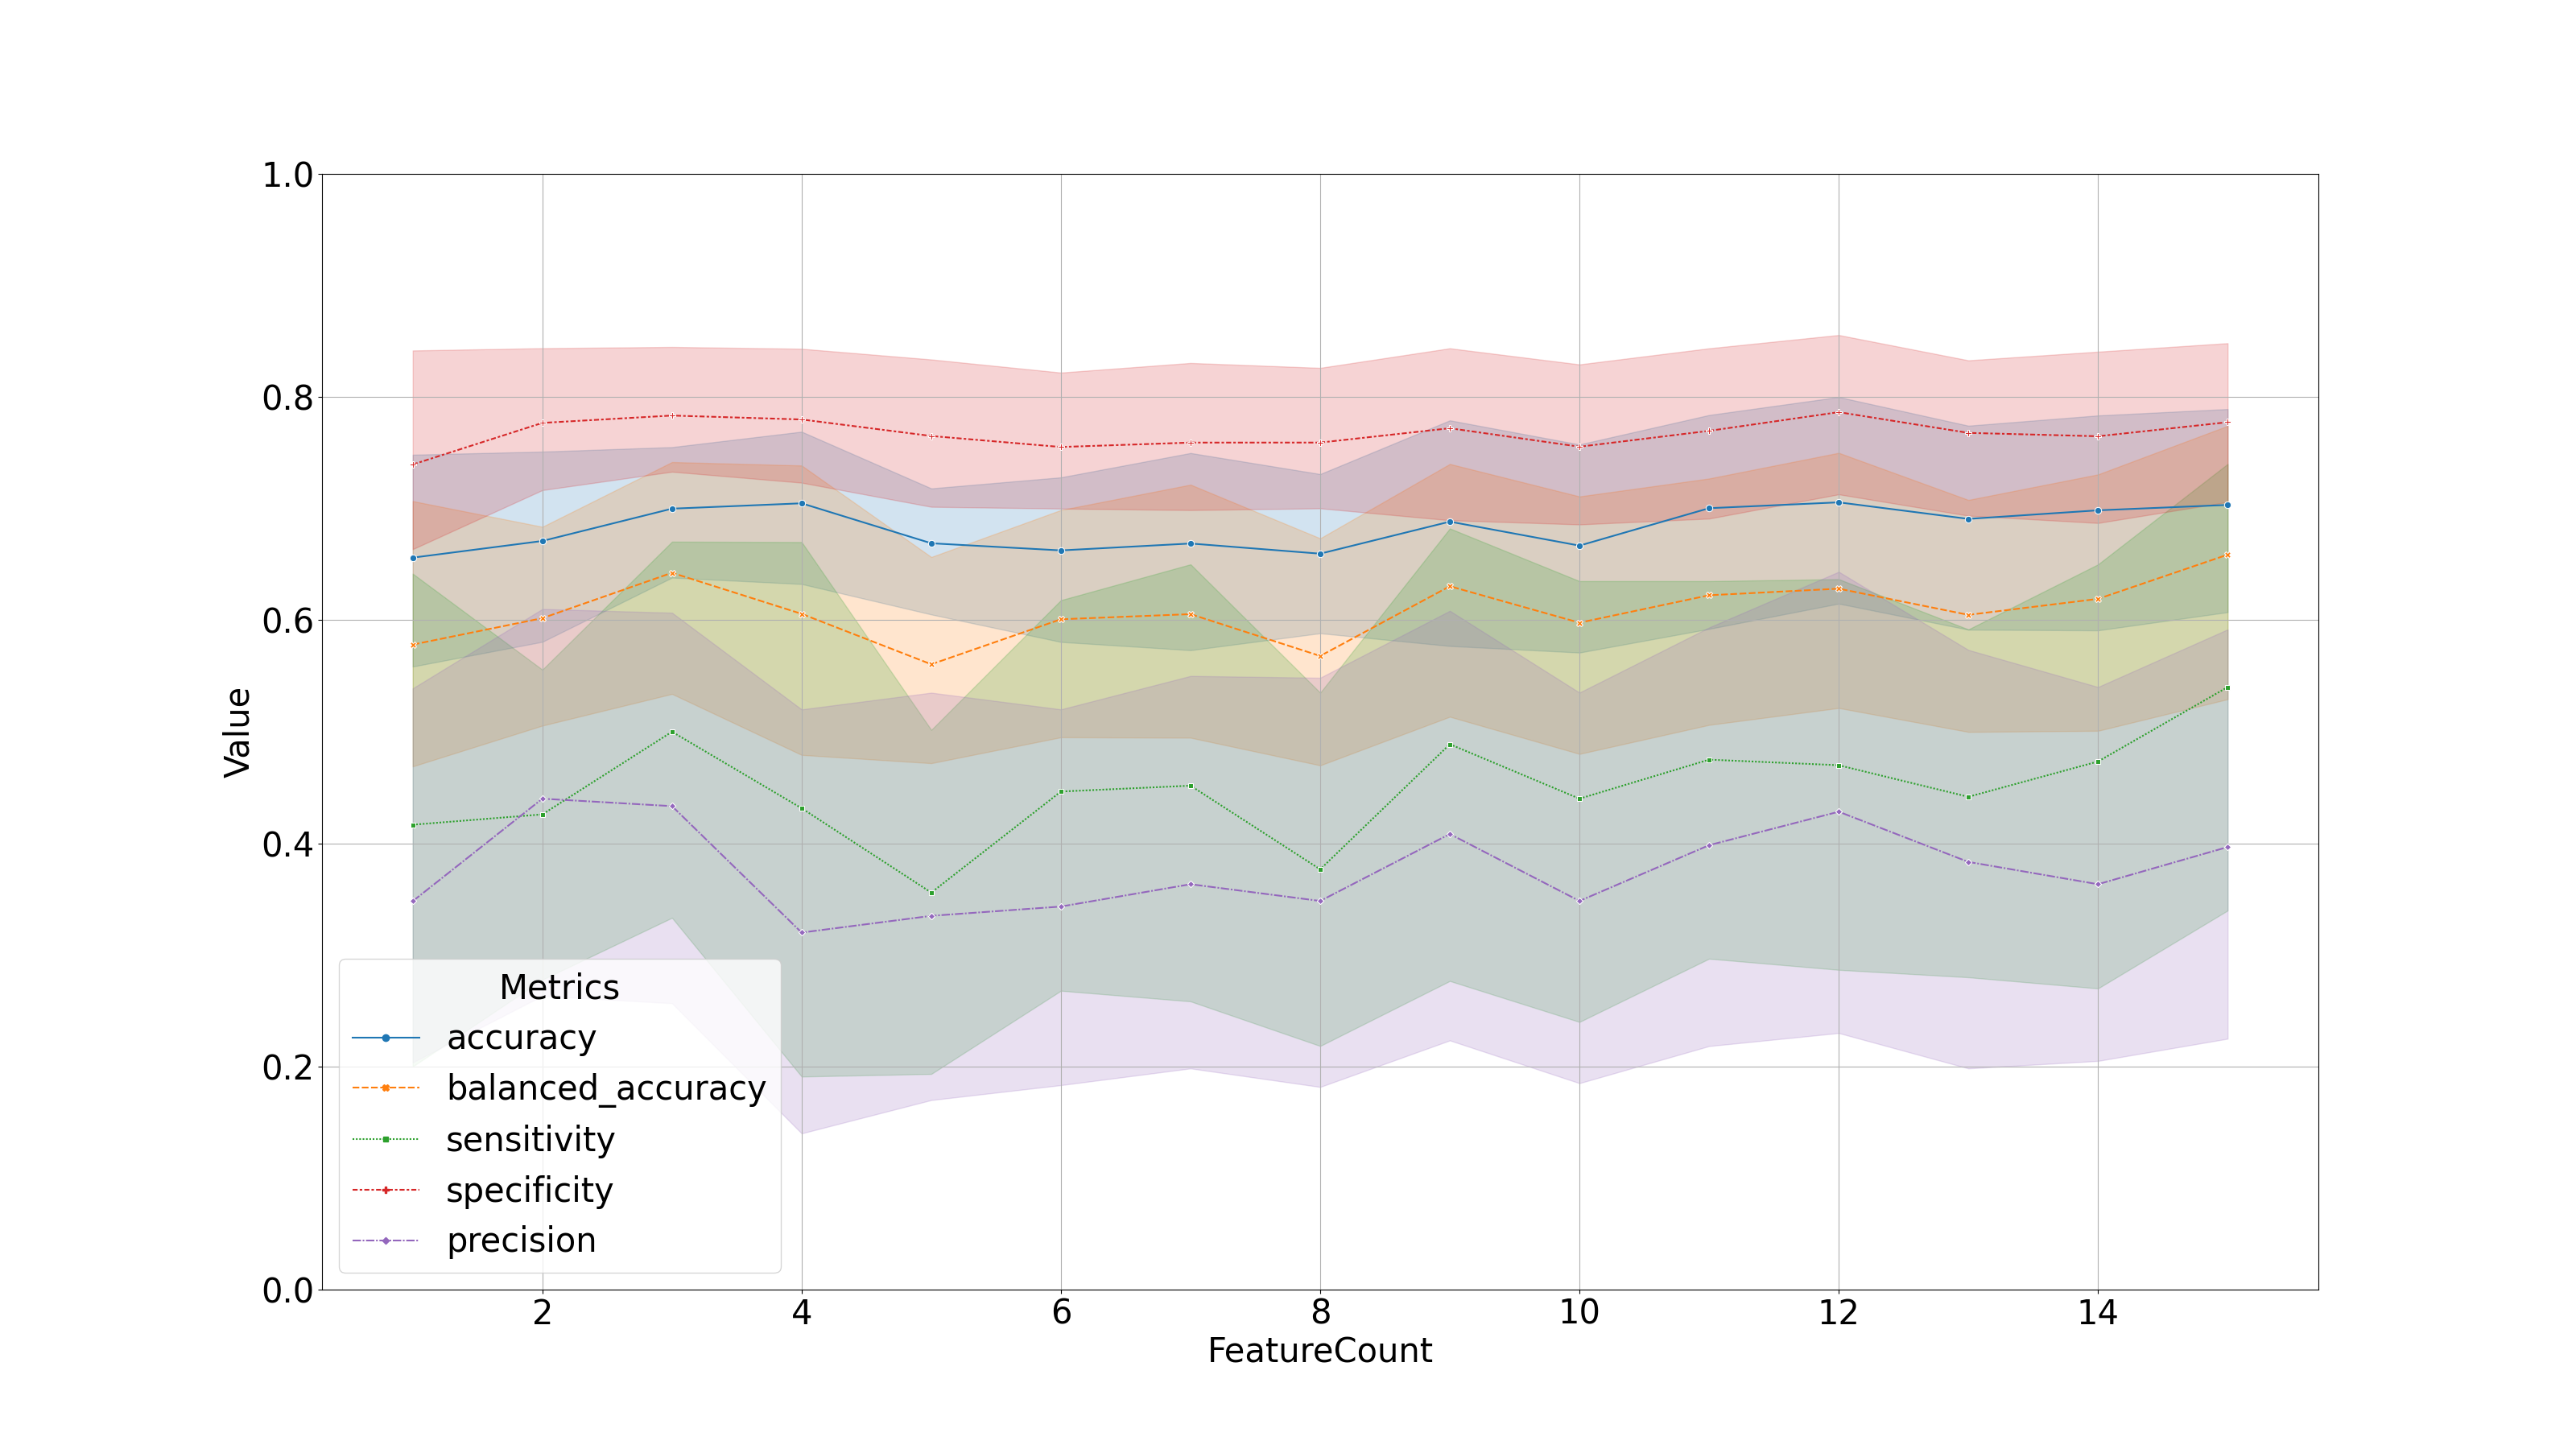 1.0
0.8
0.6
0.4
0.2
0.0
Value
Metrics
accuracy
balanced_accuracy
sensitivity
specificity
precision
2 4 6 8 10 12 14
FeatureCount